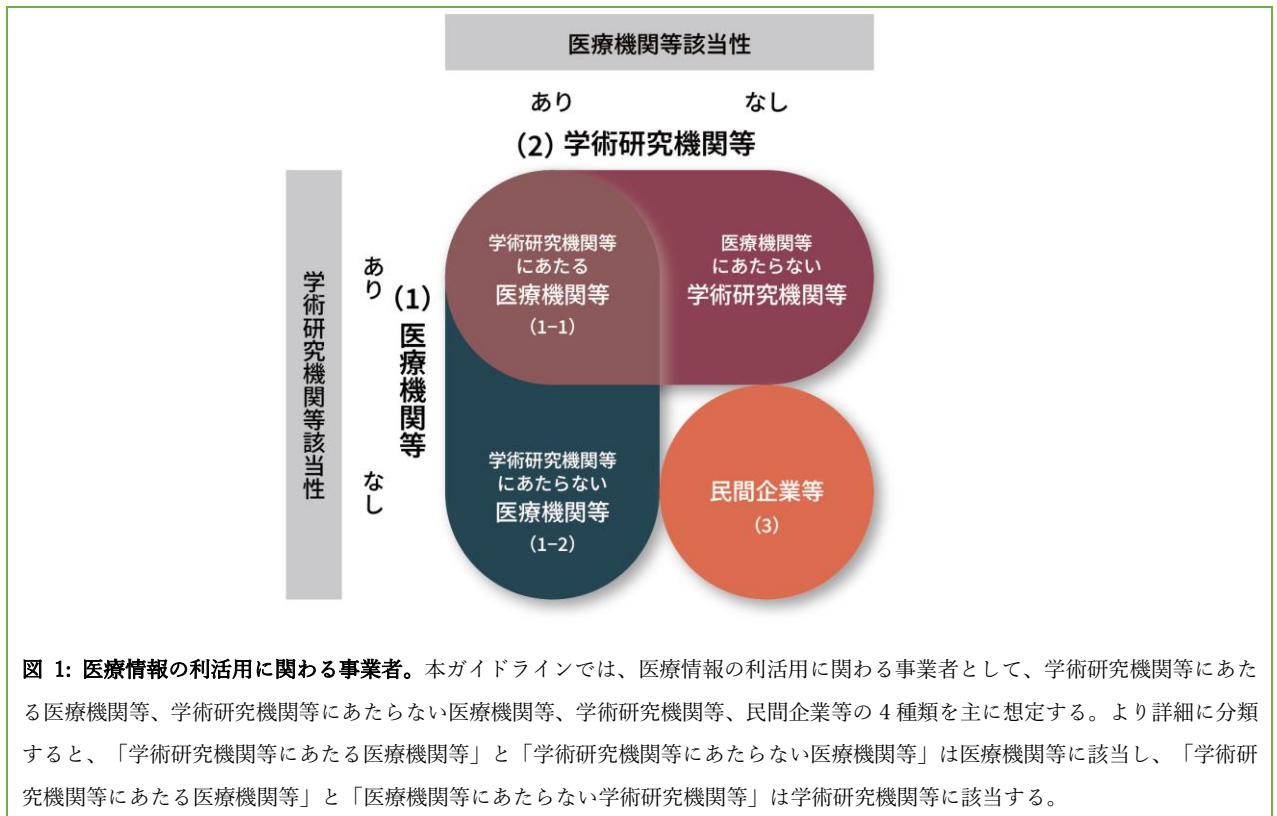 医療機関等該当性
あり
なし
(2) 学術研究機関等
学術研究機関等該当性
あり
(1)医療機関等
なし
学術研究機関等
にあたる
医療機関等
(1−1)
医療機関等
にあたらない
学術研究機関等
学術研究機関等
にあたらない
医療機関等
(1−2)
民間企業等
(3)
図 1: 医療情報の利活用に関わる事業者。本ガイドラインでは、医療情報の利活用に関わる事業者として、学術研究機関等にあた
る医療機関等、学術研究機関等にあたらない医療機関等、学術研究機関等、民間企業等の 4 種類を主に想定する。より詳細に分類
すると、「学術研究機関等にあたる医療機関等」と「学術研究機関等にあたらない医療機関等」は医療機関等に該当し、「学術研
究機関等にあたる医療機関等」と「医療機関等にあたらない学術研究機関等」は学術研究機関等に該当する。